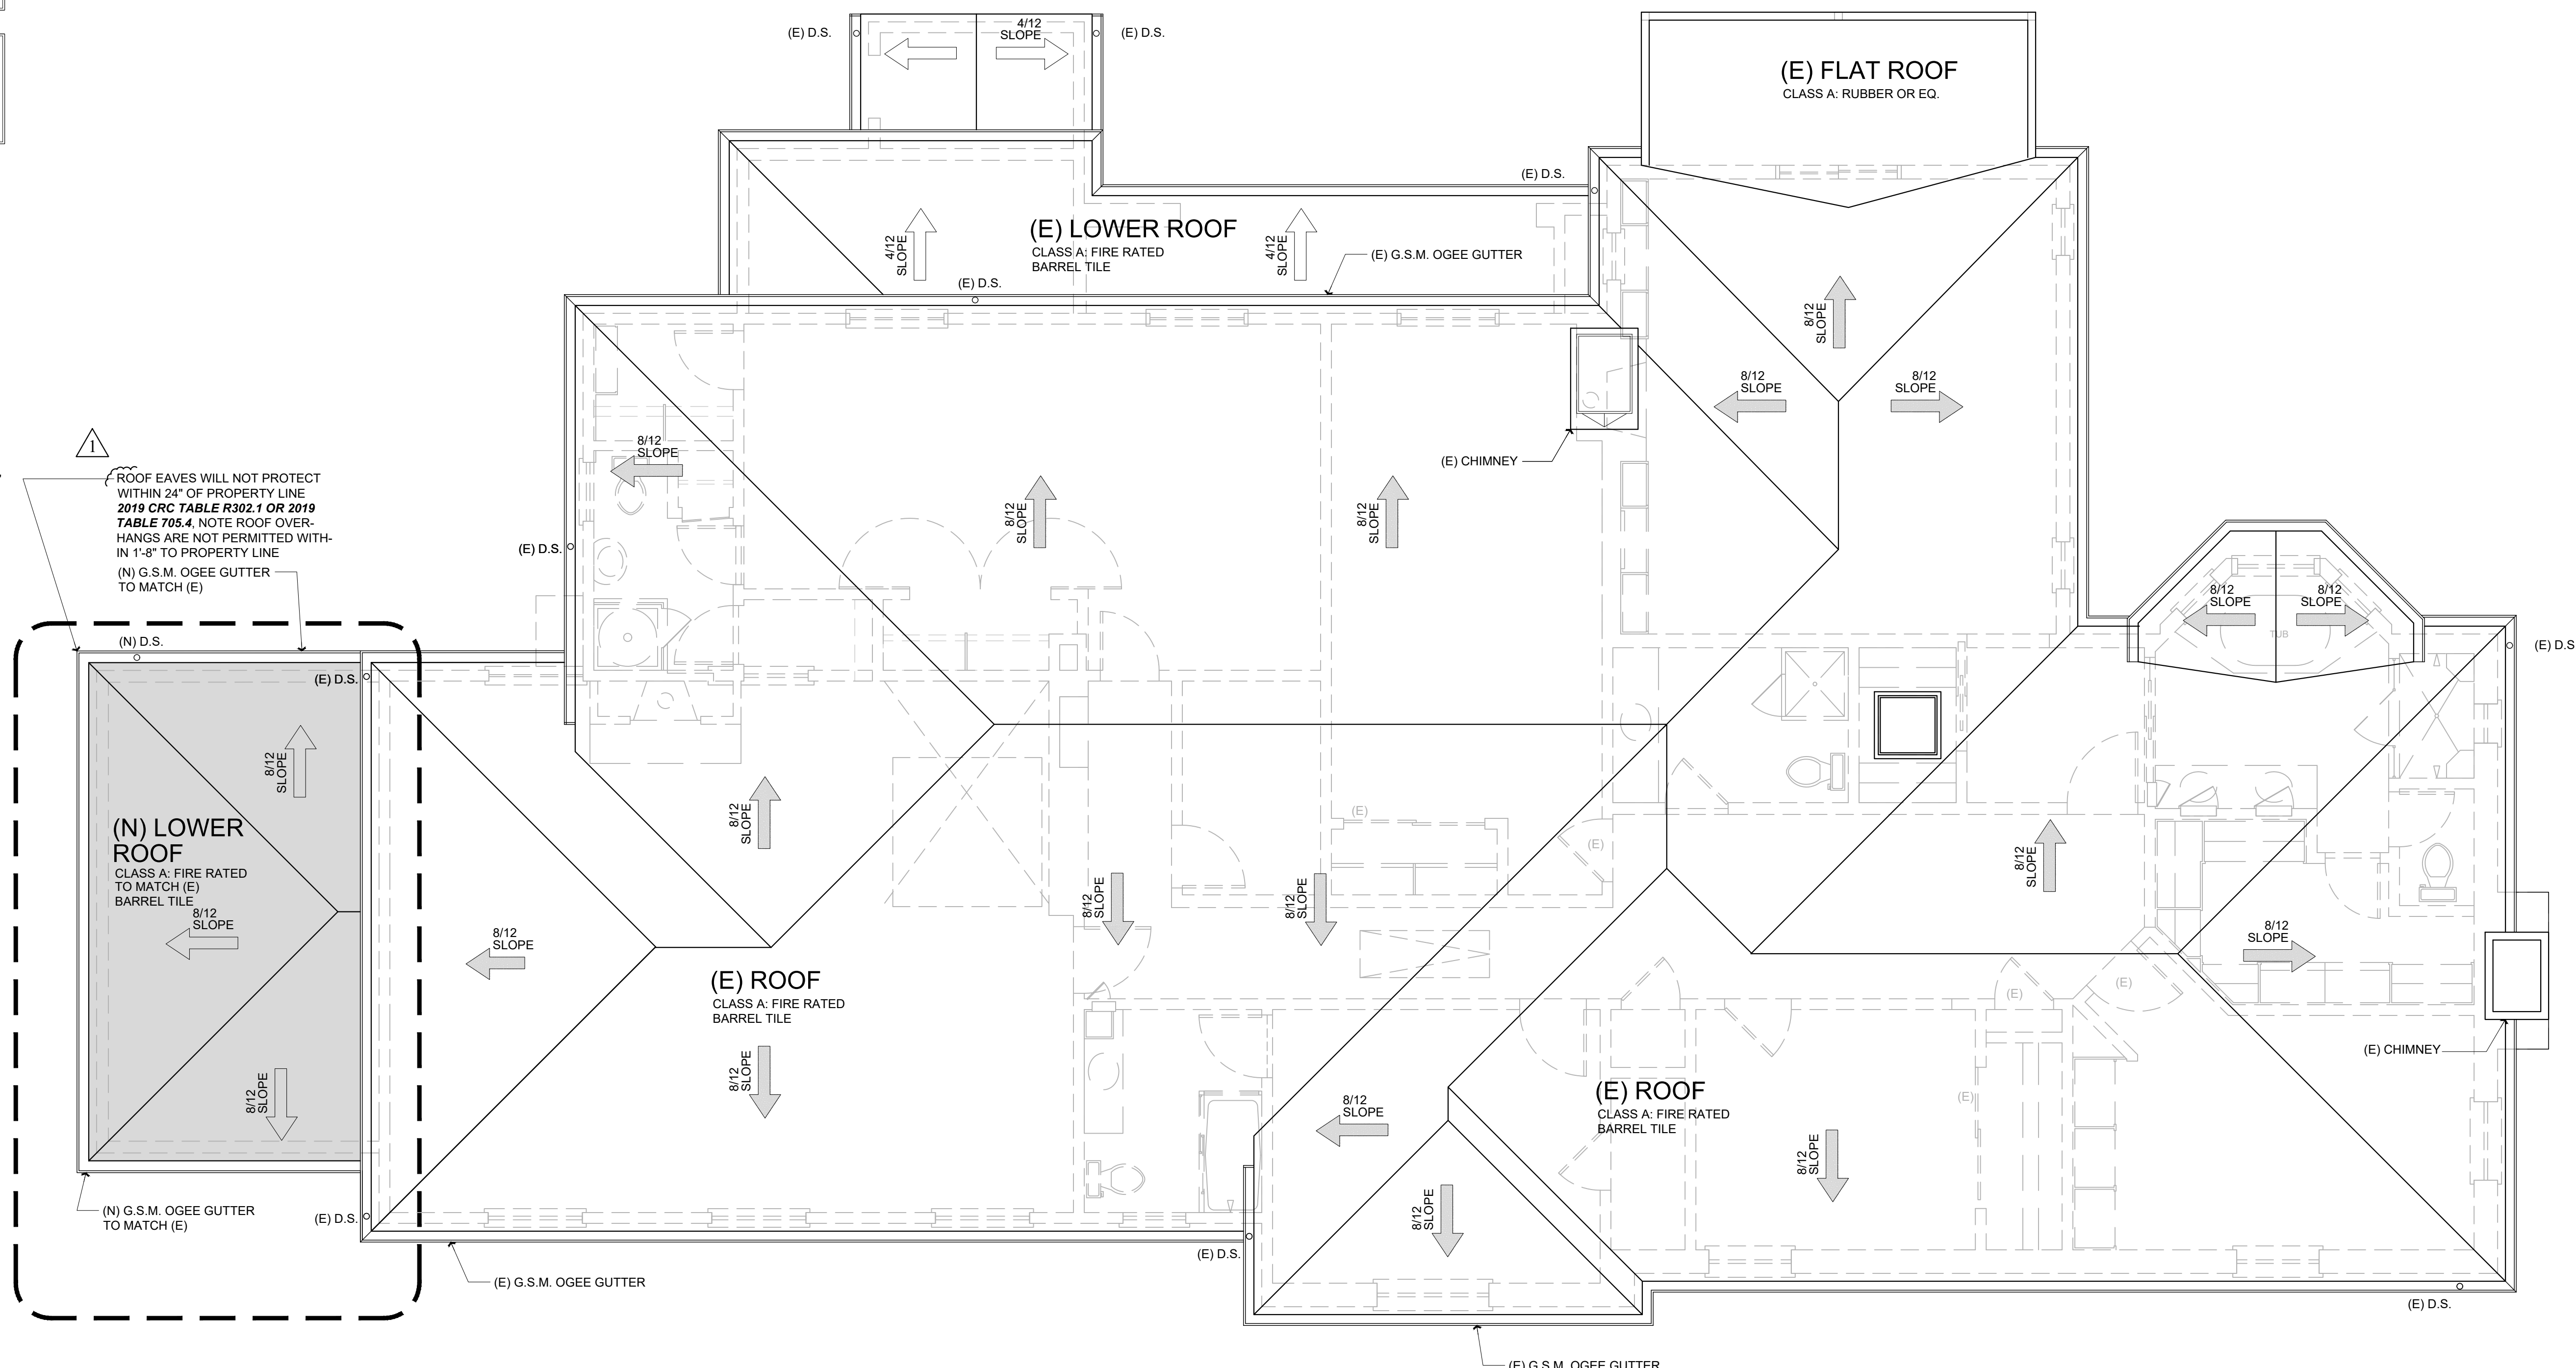 (E) D.S.
4/12
SLOPE
(E) D.S.
(E) FLAT ROOF
CLASS A: RUBBER OR EQ.
(E) D.S.
(E) LOWER ROOF
CLASS A: FIRE RATED
BARREL TILE
4/12
SLOPE
4/12
SLOPE
(E) G.S.M. OGEE GUTTER
(E) D.S.
8/12
SLOPE
8/12
SLOPE
8/12
SLOPE
1
ROOF EAVES WILL NOT PROTECT
WITHIN 24" OF PROPERTY LINE
2019 CRC TABLE R302.1 OR 2019
TABLE 705.4, NOTE ROOF OVER-
HANGS ARE NOT PERMITTED WITH-
IN 1'-8" TO PROPERTY LINE
(N) G.S.M. OGEE GUTTER
TO MATCH (E)
8/12
SLOPE
(E) CHIMNEY
8/12
SLOPE
8/12
SLOPE
(E) D.S.
8/12
SLOPE
8/12
SLOPE
TUB
(N) D.S.
(E) D.S.
(E) D.S
8/12
SLOPE
8/12
SLOPE
(E)
(E)
(N) LOWER
ROOF
CLASS A: FIRE RATED
TO MATCH (E)
BARREL TILE
8/12
SLOPE
8/12
SLOPE
8/12
SLOPE
8/12
SLOPE
8/12
SLOPE
8/12
SLOPE
(E) ROOF
CLASS A: FIRE RATED
BARREL TILE
(E)
(E)
(E) CHIMNEY
8/12
SLOPE
8/12
SLOPE
8/12
SLOPE
(E) ROOF
CLASS A: FIRE RATED
BARREL TILE
(E)
8/12
SLOPE
8/12
SLOPE
(N) G.S.M. OGEE GUTTER
TO MATCH (E)
(E) D.S.
(E) D.S.
(E) G.S.M. OGEE GUTTER
(E) D.S.
(E) G.S.M. OGEE GUTTER